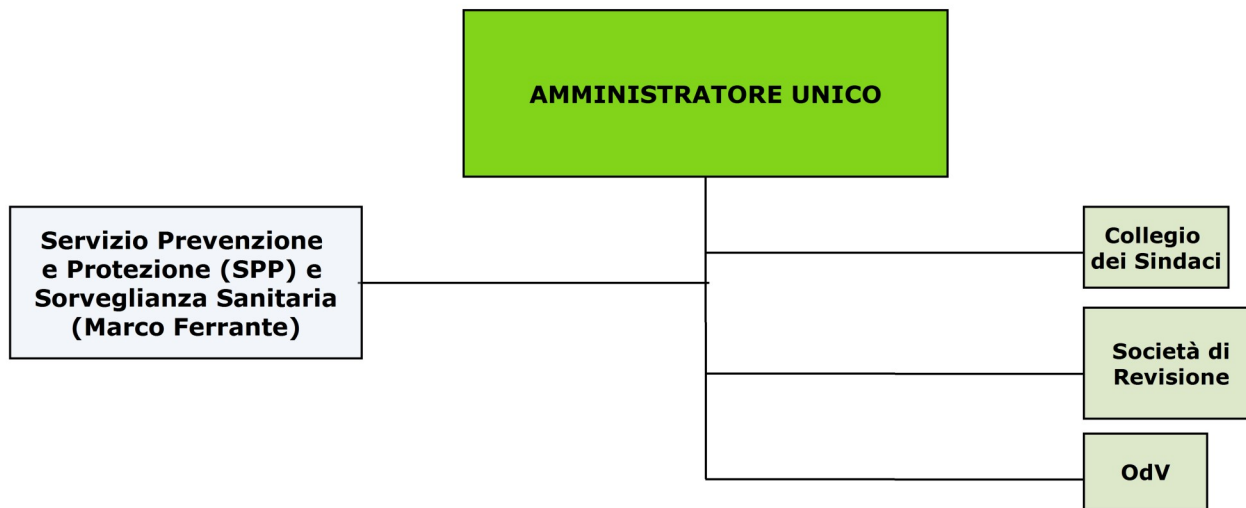 AMMINISTRATORE UNICO
Servizio Prevenzione
e Protezione (SPP) e
Sorveglianza Sanitaria
(Marco Ferrante)
Collegio
dei Sindaci
Società di
Revisione
OdV